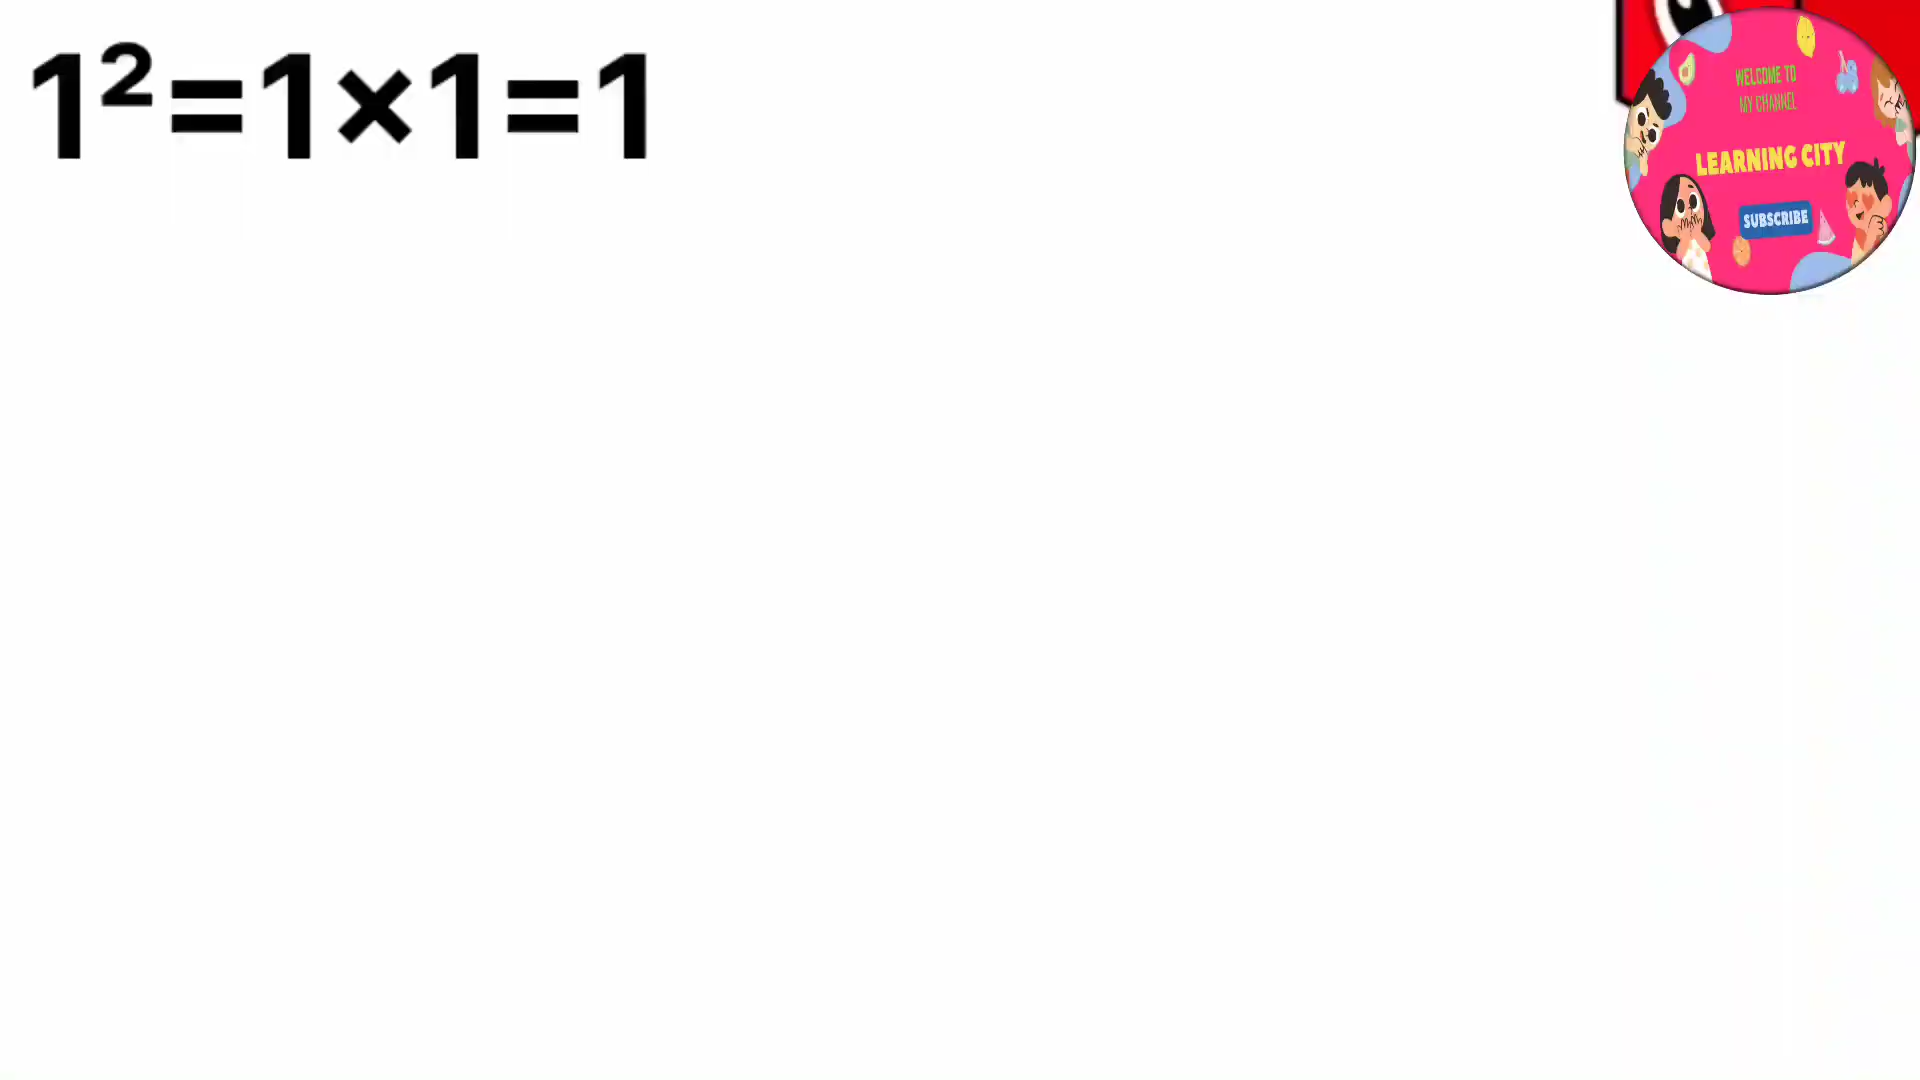 1²=1×1=1
WELCOME TO
MY CHANNEL
LEARNING CITY
SUBSCRIBE